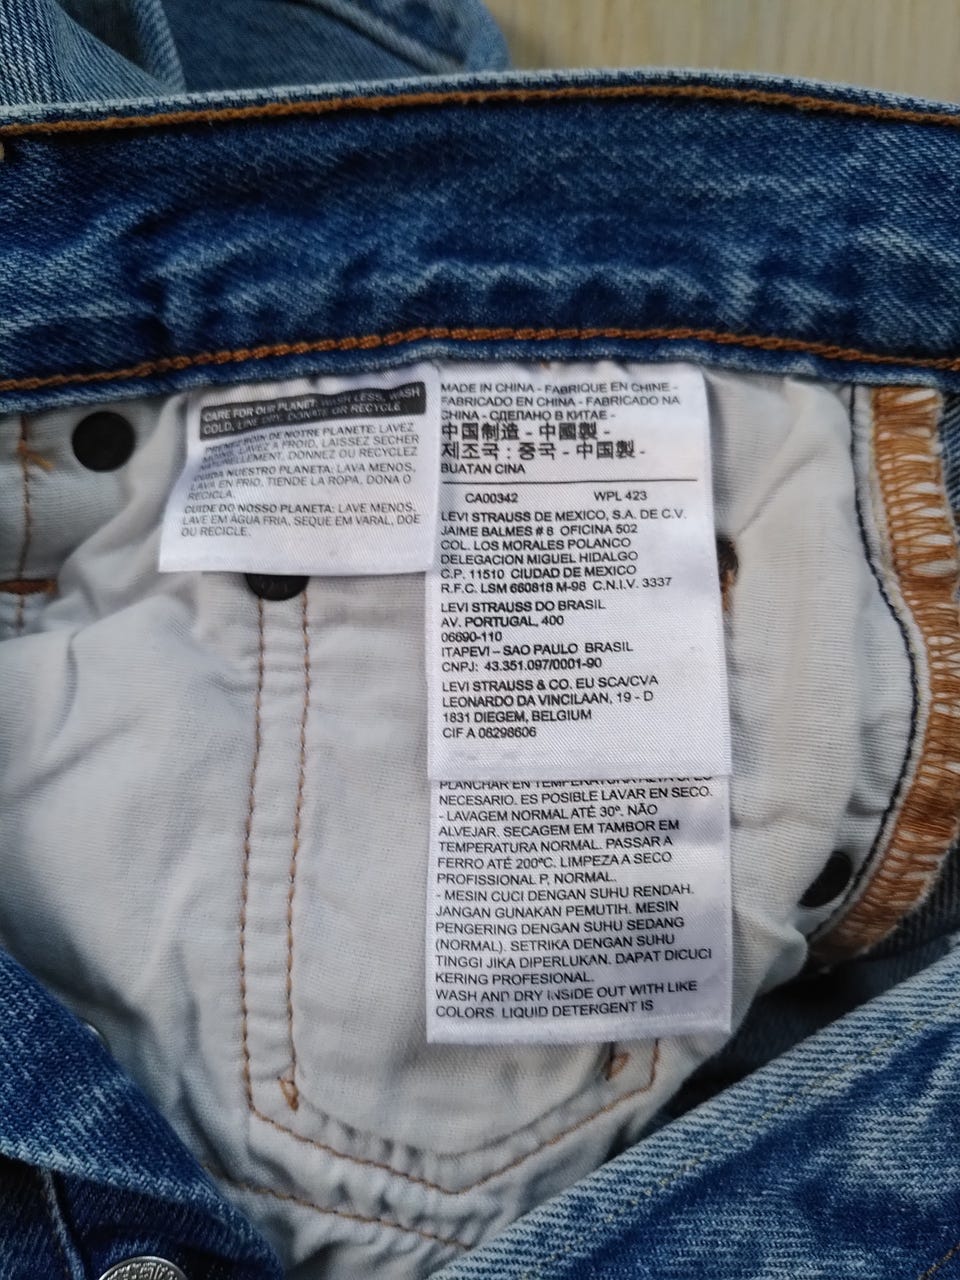 CARE FOR OUR PLANET: WASH LESS, WASH
COLD, LINE DRY, DONATE OR RECYCLE
PRENEZ SOIN DE NOTRE PLANETE: LAVEZ
MOINS, LAVEZ A FROID, LAISSEZ SECHER
NATURELLEMENT, DONNEZ OU RECYCLEZ
CUIDA NUESTRO PLANETA: LAVA MENOS,
LAVA EN FRIO, TIENDE LA ROPA, DONA O
RECICLA.
CUIDE DO NOSSO PLANETA: LAVE MENOS,
LAVE EM ÁGUA FRIA, SEQUE EM VARAL, DOE
OU RECICLE.
MADE IN CHINA - FABRIQUE EN CHINE -
FABRICADO EN CHINA - FABRICADO NA
CHINA - СДЕЛАНО В КИТАЕ -
中国制造 - 中國製 -
제조국 : 중국 - 中国製 -
BUATAN CINA
CA00342 WPL 423
LEVI STRAUSS DE MEXICO, S.A. DE C.V.
JAIME BALMES # 8 OFICINA 502
COL. LOS MORALES POLANCO
DELEGACION MIGUEL HIDALGO
C.P. 11510 CIUDAD DE MEXICO
R.F.C. LSM 660818 M-98 C.N.I.V. 3337
LEVI STRAUSS DO BRASIL
AV. PORTUGAL, 400
06690-110
ITAPEVI – SAO PAULO BRASIL
CNPJ: 43.351.097/0001-90
LEVI STRAUSS & CO. EU SCA/CVA
LEONARDO DA VINCILAAN, 19 - D
1831 DIEGEM, BELGIUM
CIF A 08298606
PLANCHAR EN TEMPERATURA ALTA SI ES
NECESARIO. ES POSIBLE LAVAR EN SECO.
- LAVAGEM NORMAL ATÉ 30º. NÃO
ALVEJAR. SECAGEM EM TAMBOR EM
TEMPERATURA NORMAL. PASSAR A
FERRO ATÉ 200ºC. LIMPEZA A SECO
PROFISSIONAL P, NORMAL.
- MESIN CUCI DENGAN SUHU RENDAH.
JANGAN GUNAKAN PEMUTIH. MESIN
PENGERING DENGAN SUHU SEDANG
(NORMAL). SETRIKA DENGAN SUHU
TINGGI JIKA DIPERLUKAN. DAPAT DICUCI
KERING PROFESIONAL.
WASH AND DRY INSIDE OUT WITH LIKE
COLORS. LIQUID DETERGENT IS